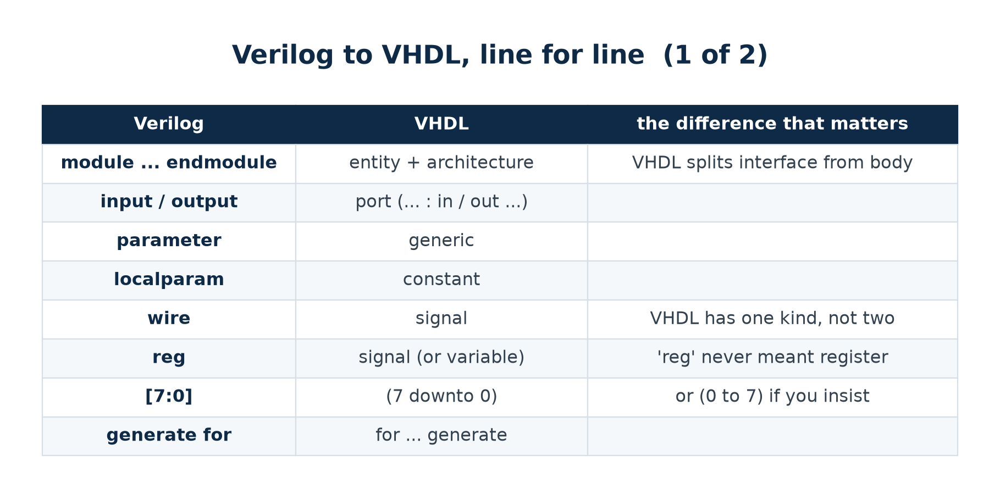 Verilog to VHDL, line for line (1 of 2)
Verilog VHDL the difference that matters
module ... endmodule entity + architecture VHDL splits interface from body
input / output port (... : in / out ...)
parameter generic
localparam constant
wire signal VHDL has one kind, not two
reg signal (or variable) 'reg' never meant register
[7:0] (7 downto 0) or (0 to 7) if you insist
generate for for ... generate